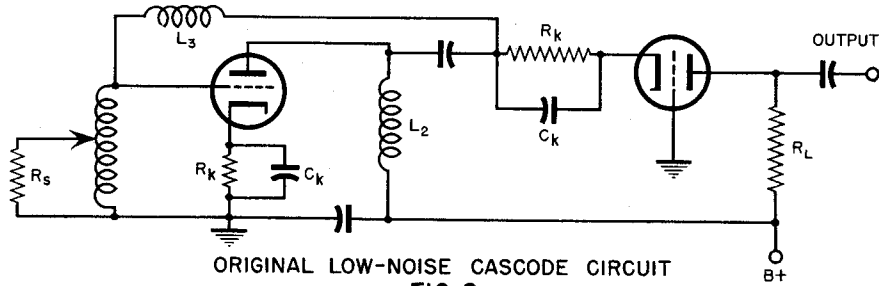 L3
Rk
OUTPUT
Ck
L2
RL
Rs
Rk
Ck
ORIGINAL LOW-NOISE CASCODE CIRCUIT
B+